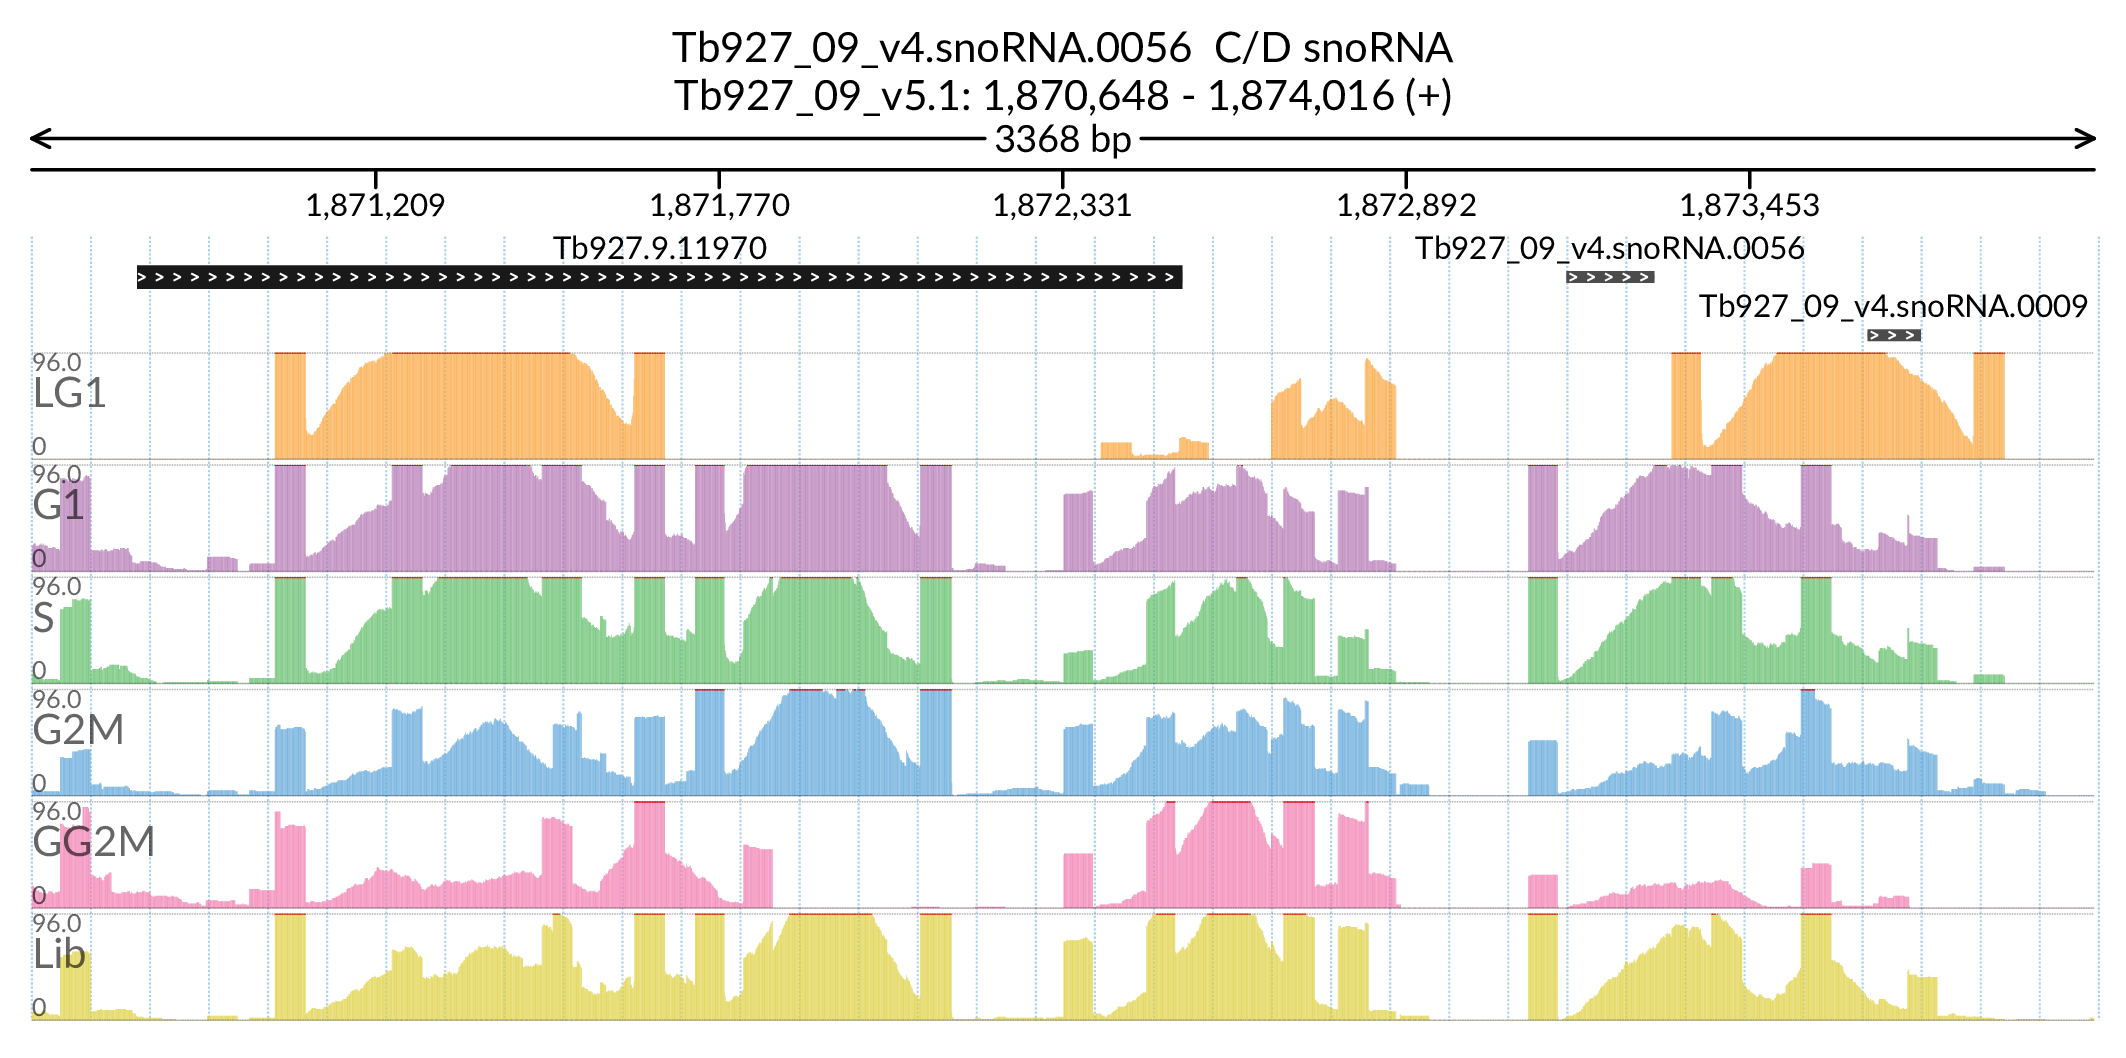 Tb927_09_v4.snoRNA.0056  C/D snoRNA
Tb927_09_v5.1: 1,870,648 - 1,874,016 (+)
3368 bp
1,871,209 1,871,770 1,872,331 1,872,892 1,873,453
Tb927.9.11970 Tb927_09_v4.snoRNA.0056
Tb927_09_v4.snoRNA.0009
96.0
LG1
0
96.0
G1
0
96.0
S
0
96.0
G2M
0
96.0
GG2M
0
96.0
Lib
0